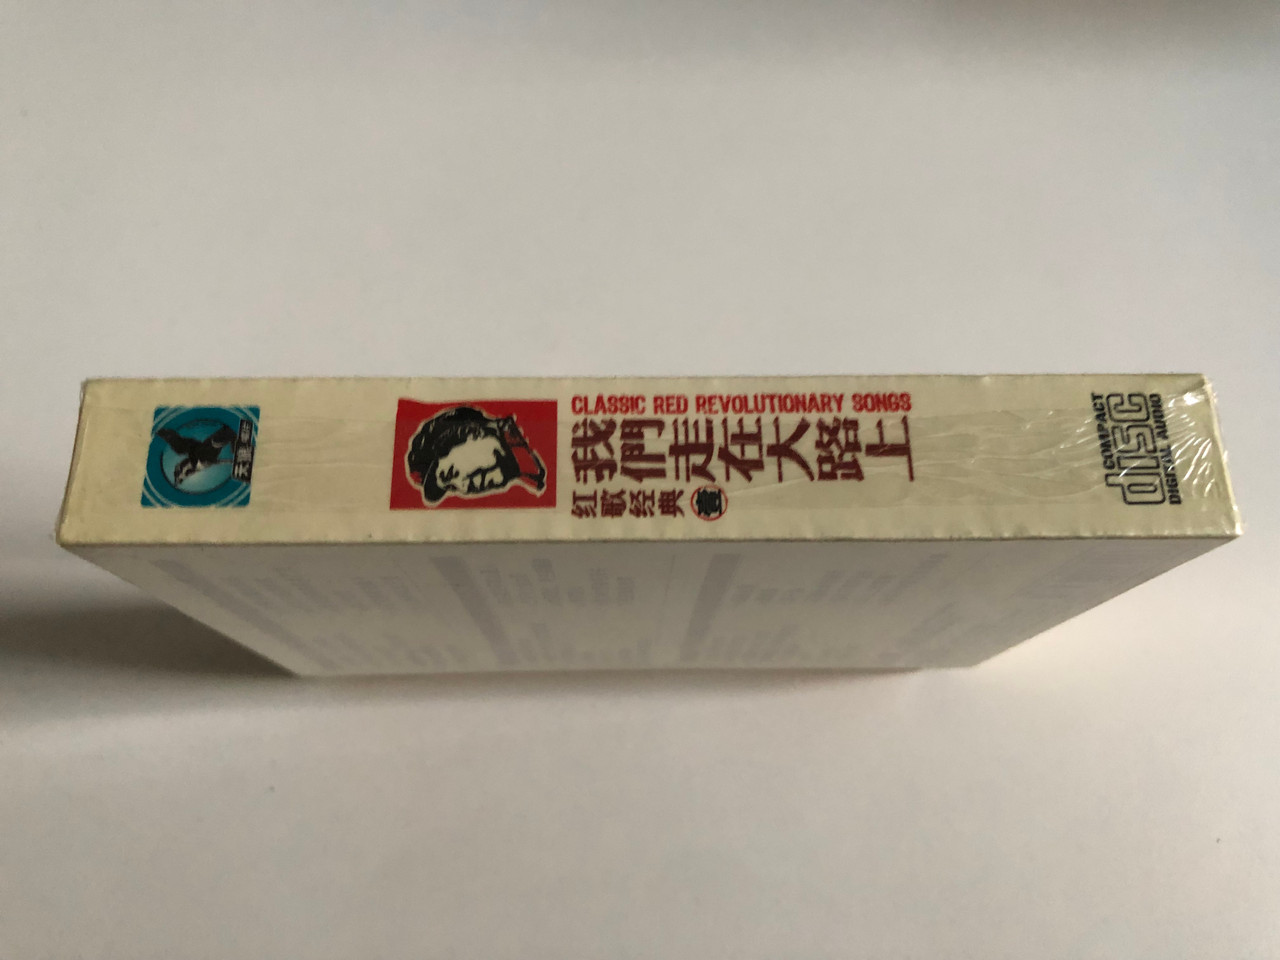 CLASSIC RED REVOLUTIONARY SONGS
我們走在大路上
红歌经典 壹
COMPACT
disc
DIGITAL AUDIO